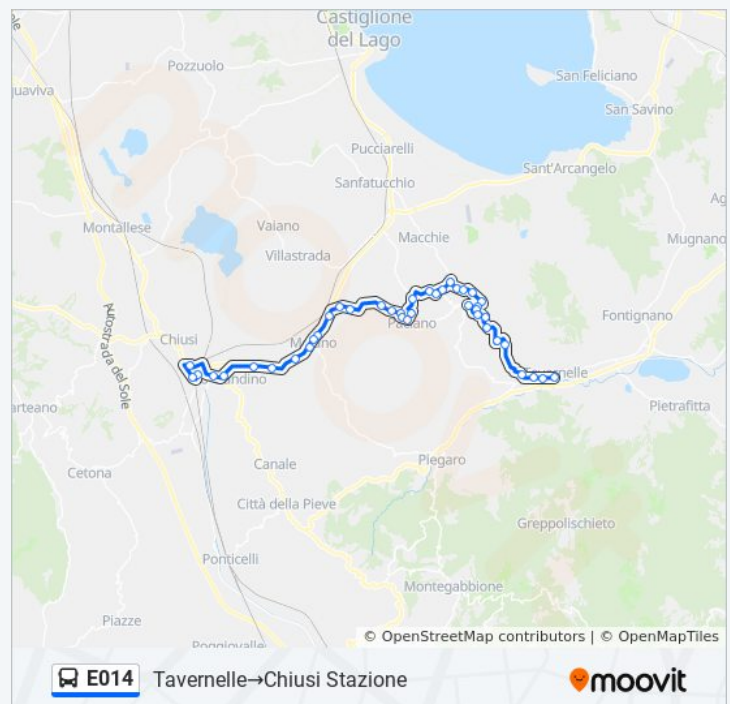 Castiglione
del Lago
Pozzuolo
San Feliciano
San Savino
Pucciarelli
Sant'Arcangelo
Sanfatucchio
Montallese
Vaiano
Macchie
Mugnano
Villastrada
Autostrada del Sole
Fontignano
Chiusi
Tavernelle
Pietrafitta
Cetona
Canale
Piegaro
Città della Pieve
Greppolischieto
Ponticelli
Montegabbione
Piazze
© OpenStreetMap contributors | © OpenMapTiles
E014 Tavernelle→Chiusi Stazione
moovit